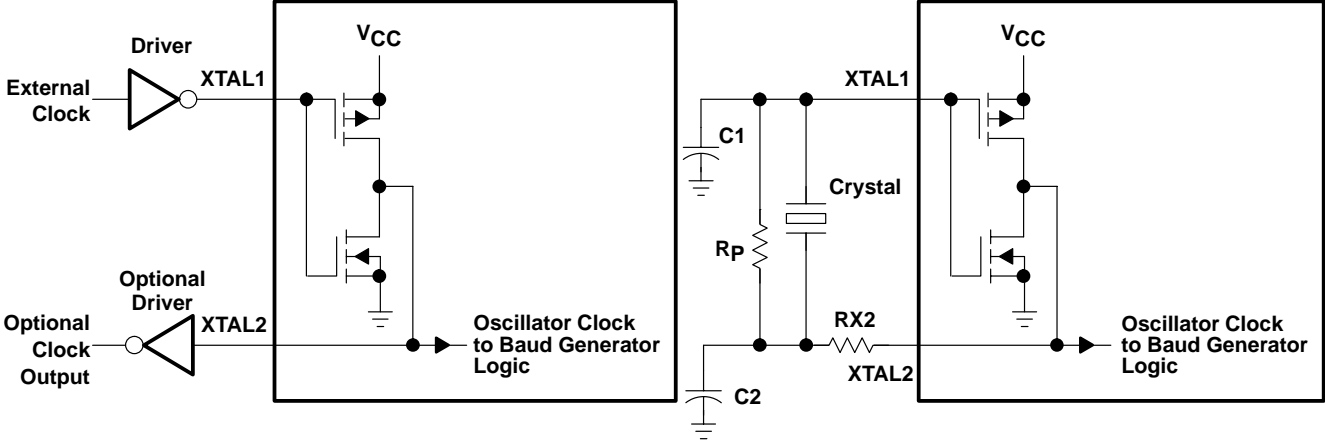 Driver
External
Clock
XTAL1
VCC
Optional
Driver
Optional
Clock
Output
XTAL2
Oscillator Clock
to Baud Generator
Logic
XTAL1
VCC
C1
Crystal
RP
RX2
XTAL2
C2
Oscillator Clock
to Baud Generator
Logic